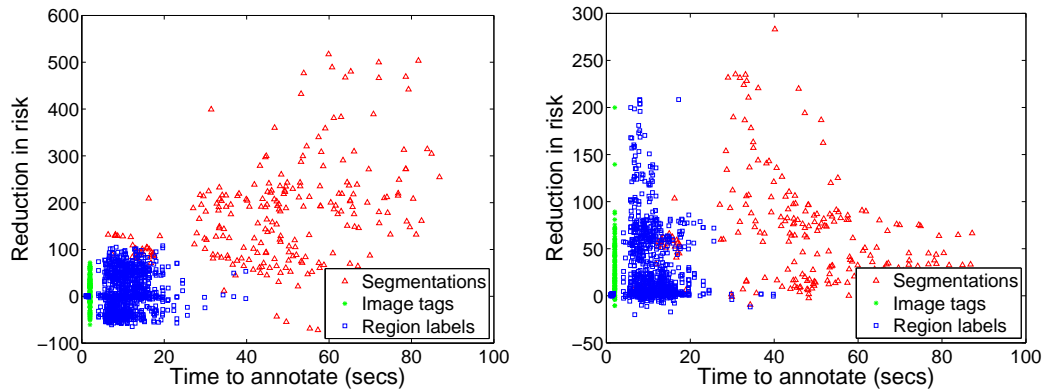 600
500
400
300
200
100
0
−100
Reduction in risk
0
20
40
60
80
100
Time to annotate (secs)
Segmentations
Image tags
Region labels
300
250
200
150
100
50
0
−50
Reduction in risk
0
20
40
60
80
100
Time to annotate (secs)
Segmentations
Image tags
Region labels